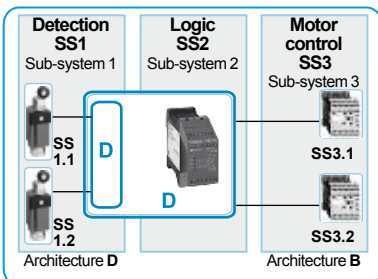 Detection
SS1
Sub-system 1
Logic
SS2
Sub-system 2
Motor
control
SS3
Sub-system 3
SS
1.1
SS
1.2
D
D
SS3.1
SS3.2
Architecture D
Architecture B